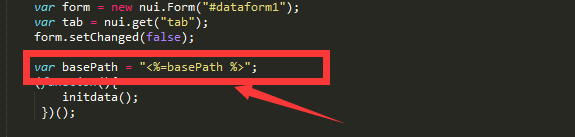 var form = new nui.Form("#dataform1");
var tab = nui.get("tab");
form.setChanged(false);
var basePath = "<%=basePath %>";
(function(){
initdata();
})();